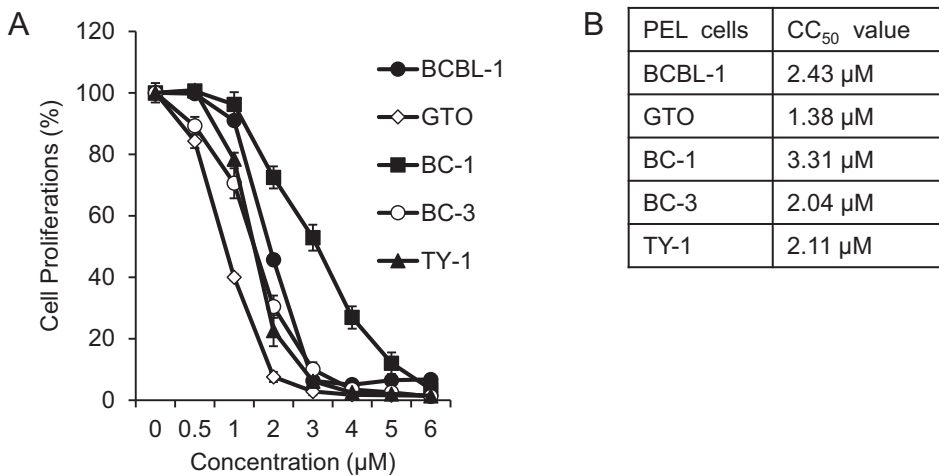 A
120
100
80
60
40
20
0
Cell Proliferations (%)
0 0.5 1 2 3 4 5 6
Concentration (µM)
BCBL-1
GTO
BC-1
BC-3
TY-1
B
PEL cells CC₅₀ value
BCBL-1 2.43 µM
GTO 1.38 µM
BC-1 3.31 µM
BC-3 2.04 µM
TY-1 2.11 µM